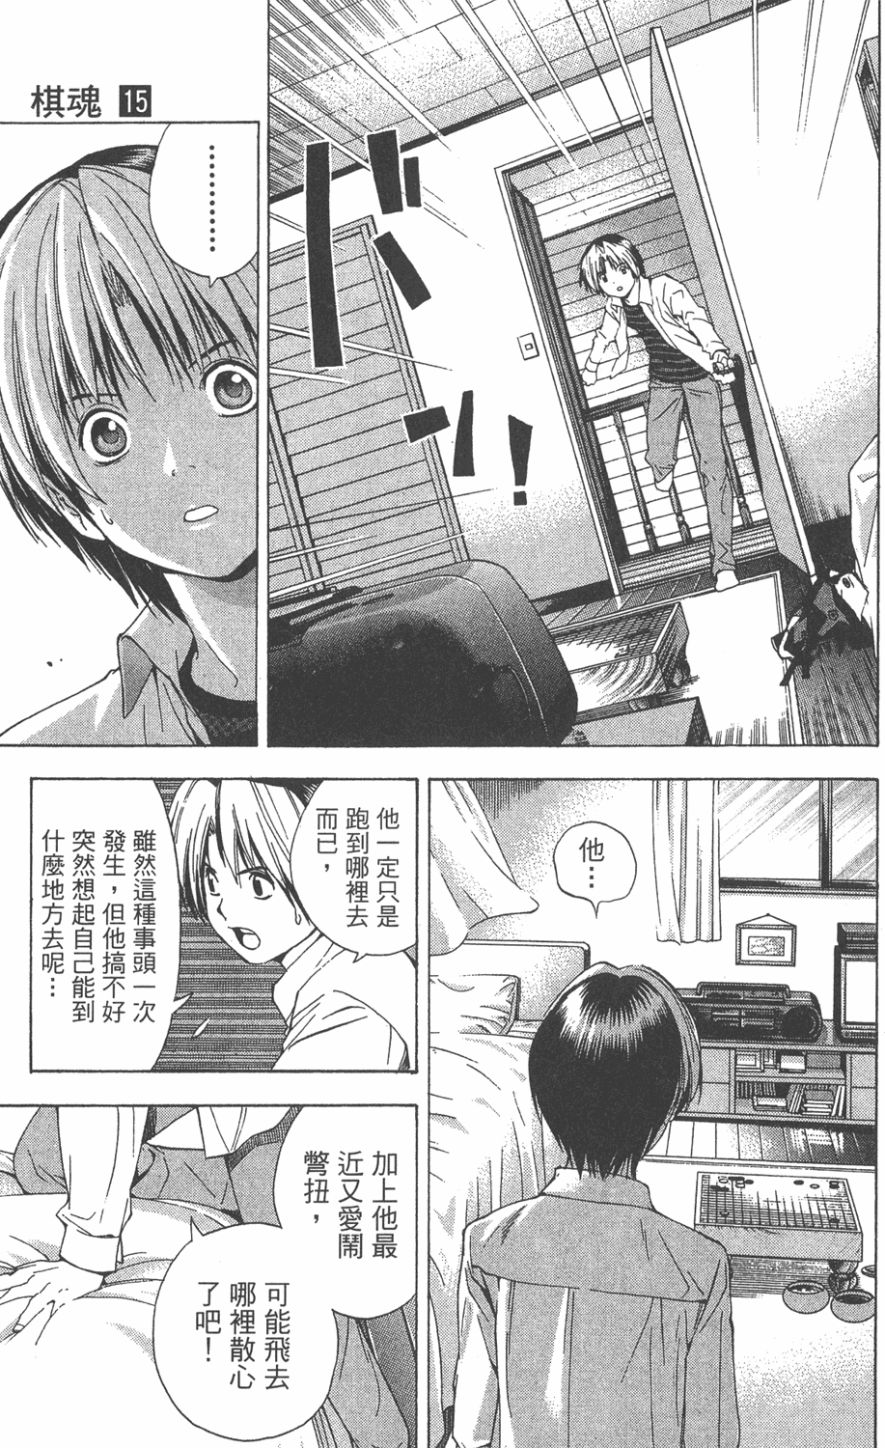 棋魂 15
…………
ドドッ!
他…
他一定只是
跑到哪裡去
而已，
雖然這種事頭一次
發生，但他搞不好
突然想起自己能到
什麼地方去呢…
加上他最
近又愛鬧
彆扭，
可能飛去
哪裡散心
了吧！